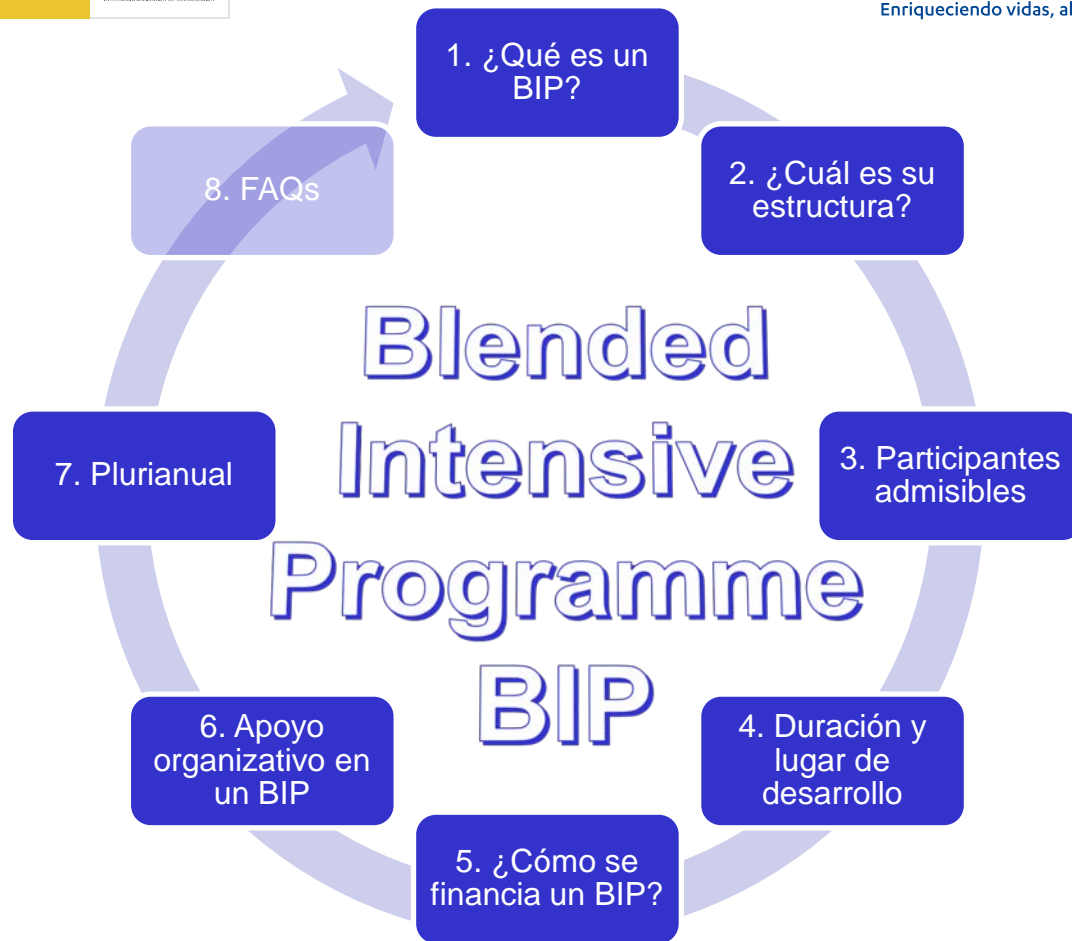 Enriqueciendo vidas, al
1. ¿Qué es un
BIP?
2. ¿Cuál es su
estructura?
3. Participantes
admisibles
4. Duración y
lugar de
desarrollo
5. ¿Cómo se
financia un BIP?
6. Apoyo
organizativo en
un BIP
7. Plurianual
8. FAQs
Blended
Intensive
Programme
BIP